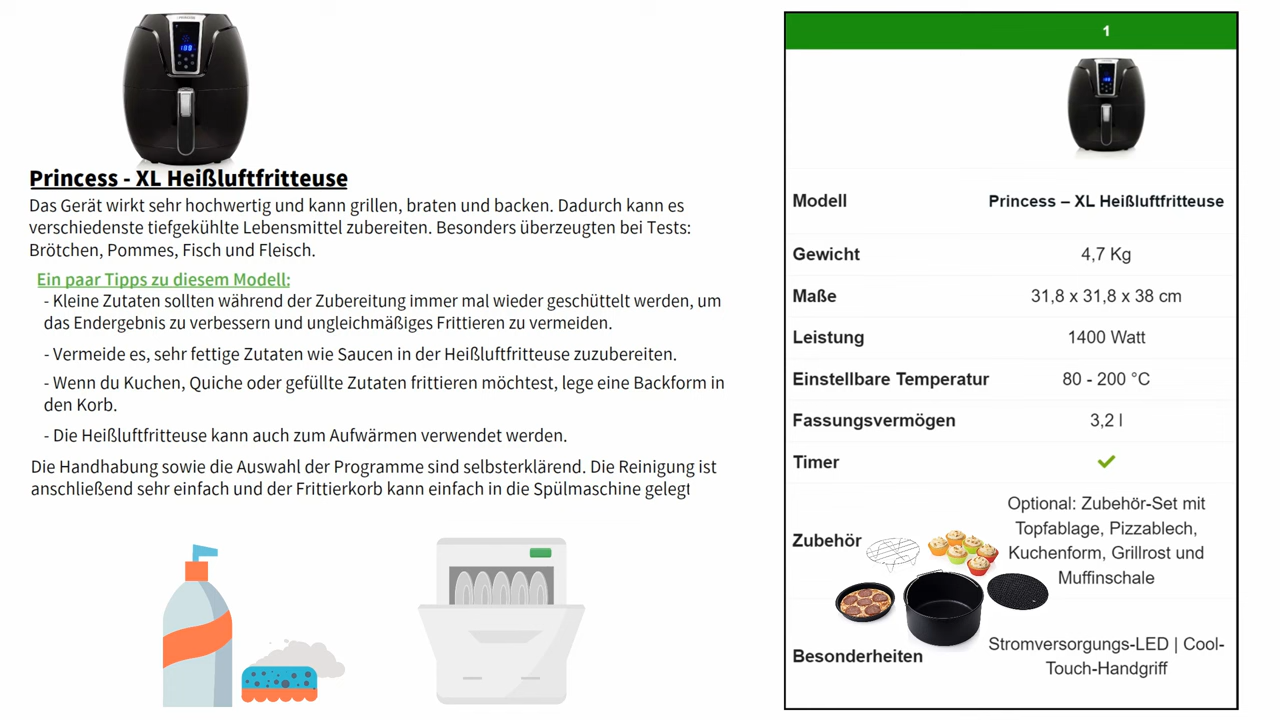 Princess - XL Heißluftfritteuse
Das Gerät wirkt sehr hochwertig und kann grillen, braten und backen. Dadurch kann es
verschiedenste tiefgekühlte Lebensmittel zubereiten. Besonders überzeugten bei Tests:
Brötchen, Pommes, Fisch und Fleisch.
Ein paar Tipps zu diesem Modell:
- Kleine Zutaten sollten während der Zubereitung immer mal wieder geschüttelt werden, um
das Endergebnis zu verbessern und ungleichmäßiges Frittieren zu vermeiden.
- Vermeide es, sehr fettige Zutaten wie Saucen in der Heißluftfritteuse zuzubereiten.
- Wenn du Kuchen, Quiche oder gefüllte Zutaten frittieren möchtest, lege eine Backform in
den Korb.
- Die Heißluftfritteuse kann auch zum Aufwärmen verwendet werden.
Die Handhabung sowie die Auswahl der Programme sind selbsterklärend. Die Reinigung ist
anschließend sehr einfach und der Frittierkorb kann einfach in die Spülmaschine gelegt
1
Modell Princess – XL Heißluftfritteuse
Gewicht 4,7 Kg
Maße 31,8 x 31,8 x 38 cm
Leistung 1400 Watt
Einstellbare Temperatur 80 - 200 °C
Fassungsvermögen 3,2 l
Timer
Zubehör
Optional: Zubehör-Set mit
Topfablage, Pizzablech,
Kuchenform, Grillrost und
Muffinschale
Besonderheiten
Stromversorgungs-LED | Cool-
Touch-Handgriff